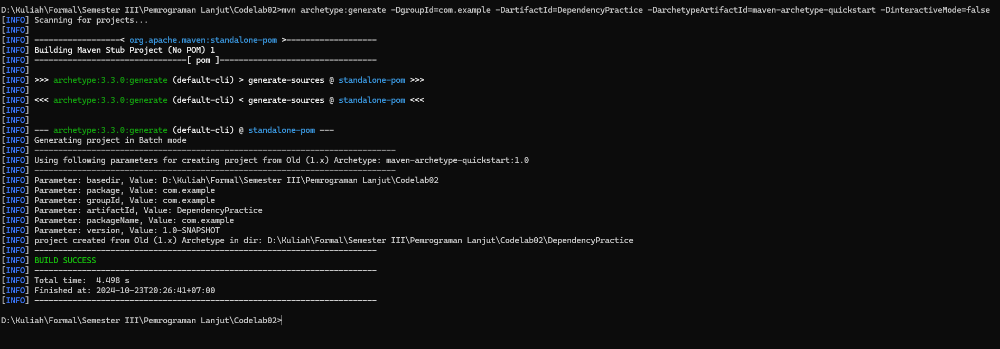 D:\Kuliah\Formal\Semester III\Pemrograman Lanjut\Codelab02>mvn archetype:generate -DgroupId=com.example -DartifactId=DependencyPractice -DarchetypeArtifactId=maven-archetype-quickstart -DinteractiveMode=false
[INFO] Scanning for projects...
[INFO]
[INFO] ------------------< org.apache.maven:standalone-pom >-------------------
[INFO] Building Maven Stub Project (No POM) 1
[INFO] --------------------------------[ pom ]---------------------------------
[INFO]
[INFO] >>> archetype:3.3.0:generate (default-cli) > generate-sources @ standalone-pom >>>
[INFO]
[INFO] <<< archetype:3.3.0:generate (default-cli) < generate-sources @ standalone-pom <<<
[INFO]
[INFO]
[INFO] --- archetype:3.3.0:generate (default-cli) @ standalone-pom ---
[INFO] Generating project in Batch mode
[INFO] ----------------------------------------------------------------------------
[INFO] Using following parameters for creating project from Old (1.x) Archetype: maven-archetype-quickstart:1.0
[INFO] ----------------------------------------------------------------------------
[INFO] Parameter: basedir, Value: D:\Kuliah\Formal\Semester III\Pemrograman Lanjut\Codelab02
[INFO] Parameter: package, Value: com.example
[INFO] Parameter: groupId, Value: com.example
[INFO] Parameter: artifactId, Value: DependencyPractice
[INFO] Parameter: packageName, Value: com.example
[INFO] Parameter: version, Value: 1.0-SNAPSHOT
[INFO] project created from Old (1.x) Archetype in dir: D:\Kuliah\Formal\Semester III\Pemrograman Lanjut\Codelab02\DependencyPractice
[INFO] ------------------------------------------------------------------------
[INFO] BUILD SUCCESS
[INFO] ------------------------------------------------------------------------
[INFO] Total time:  4.498 s
[INFO] Finished at: 2024-10-23T20:26:41+07:00
[INFO] ------------------------------------------------------------------------
D:\Kuliah\Formal\Semester III\Pemrograman Lanjut\Codelab02>